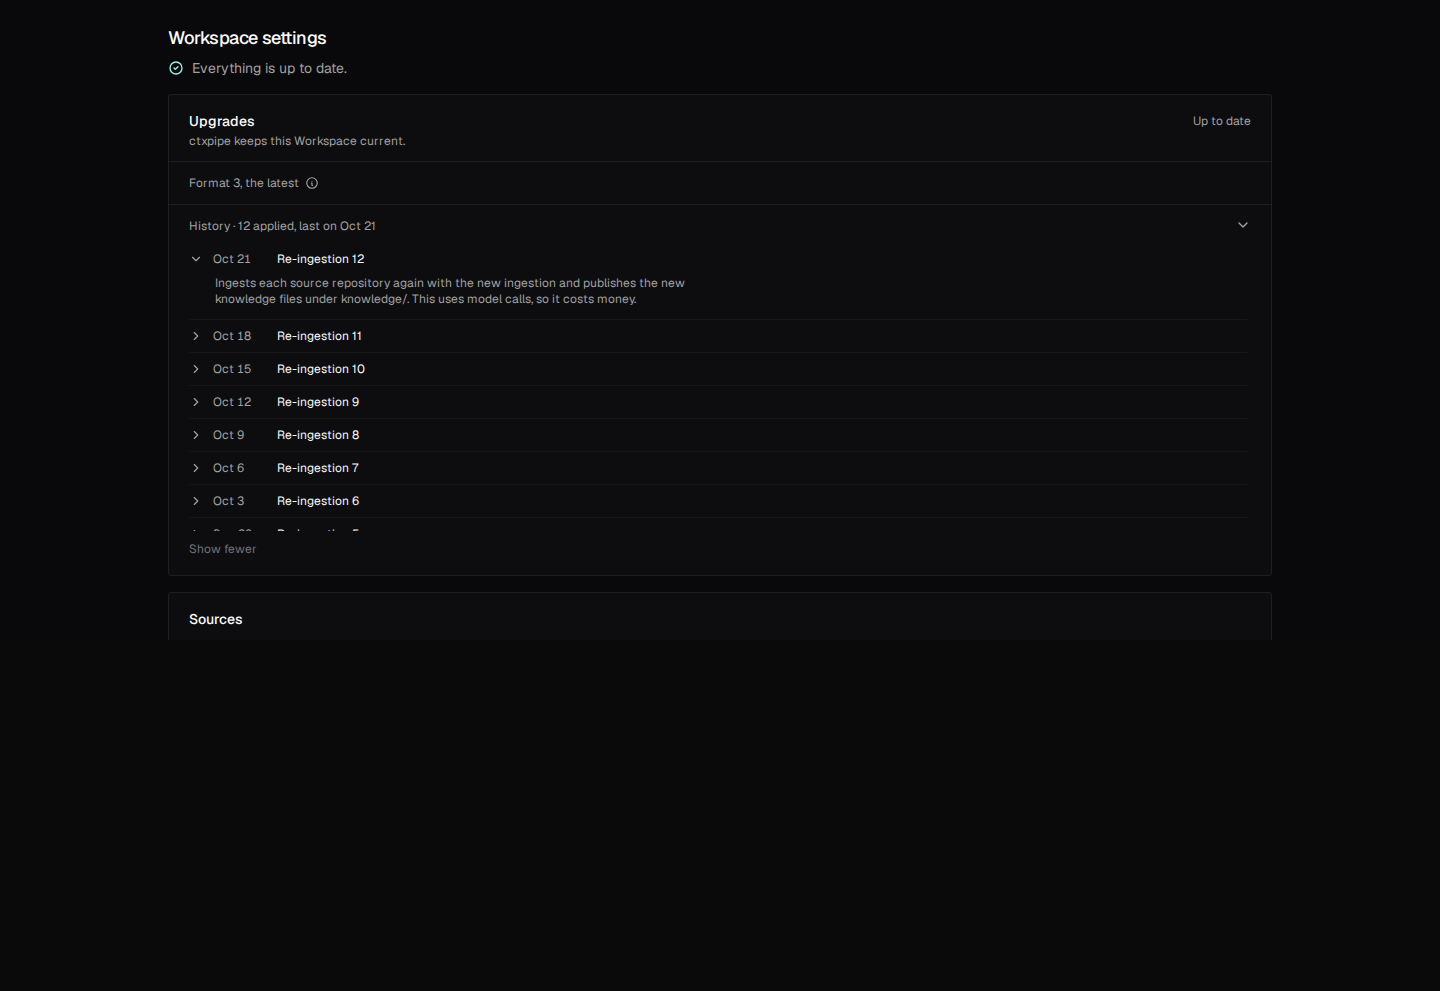 Workspace settings
Everything is up to date.
Upgrades
Up to date
ctxpipe keeps this Workspace current.
Format 3, the latest
History · 12 applied, last on Oct 21
Oct 21 Re-ingestion 12
Ingests each source repository again with the new ingestion and publishes the new
knowledge files under knowledge/. This uses model calls, so it costs money.
Oct 18 Re-ingestion 11
Oct 15 Re-ingestion 10
Oct 12 Re-ingestion 9
Oct 9 Re-ingestion 8
Oct 6 Re-ingestion 7
Oct 3 Re-ingestion 6
Show fewer
Sources